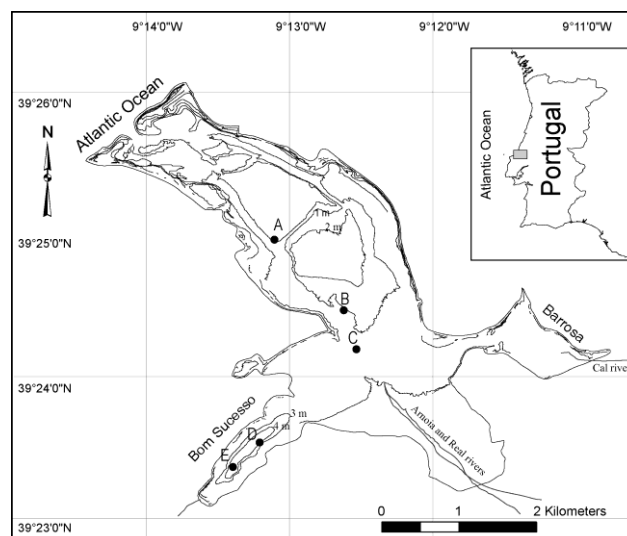 9°14'0"W 9°13'0"W 9°12'0"W 9°11'0"W
39°26'0"N
Atlantic Ocean
N
Atlantic Ocean
Portugal
39°25'0"N
A
1 m
2 m
B
C
Barrosa
Cal river
39°24'0"N
Bom Sucesso
3 m
4 m
D
E
Arnoia and Real rivers
39°23'0"N
0 1 2 Kilometers